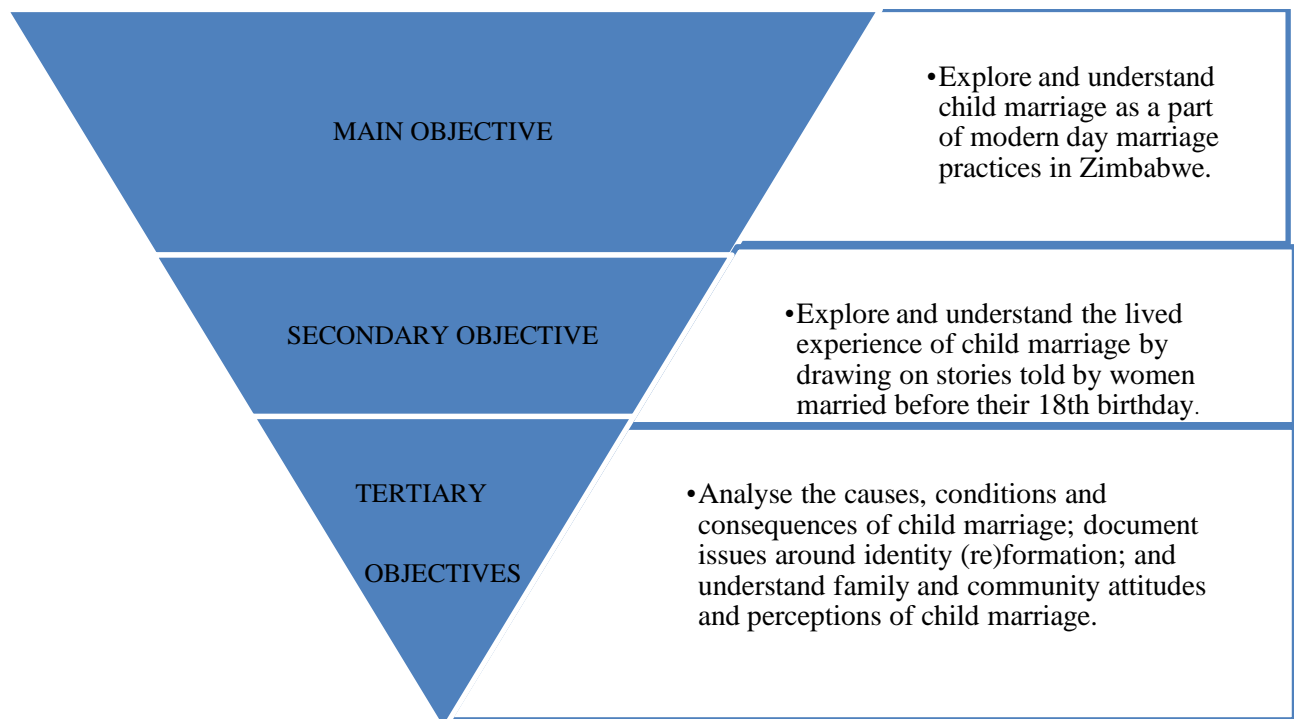 MAIN OBJECTIVE
•Explore and understand
child marriage as a part
of modern day marriage
practices in Zimbabwe.
SECONDARY OBJECTIVE
•Explore and understand the lived
experience of child marriage by
drawing on stories told by women
married before their 18th birthday.
TERTIARY
OBJECTIVES
•Analyse the causes, conditions and
consequences of child marriage; document
issues around identity (re)formation; and
understand family and community attitudes
and perceptions of child marriage.